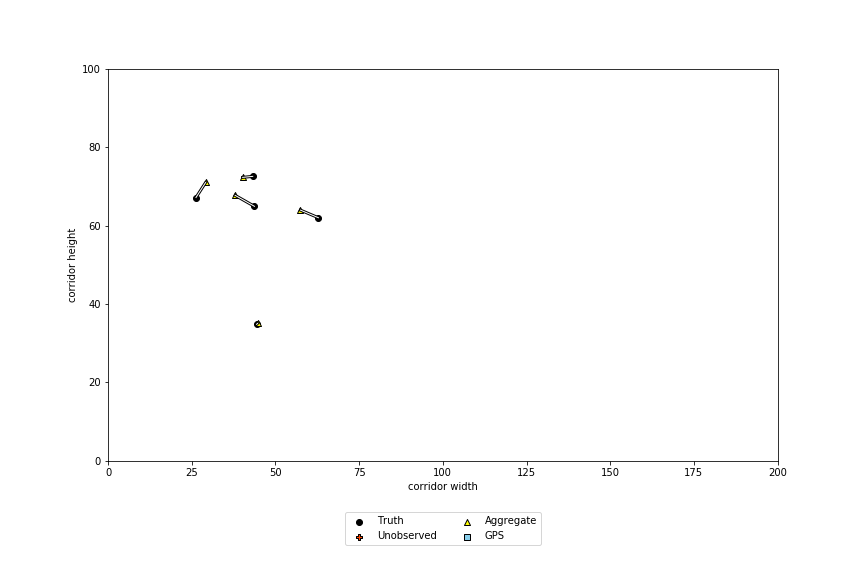 100
80
60
40
20
0
corridor height
0 25 50 75 100 125 150 175 200
corridor width
Truth Aggregate
Unobserved GPS